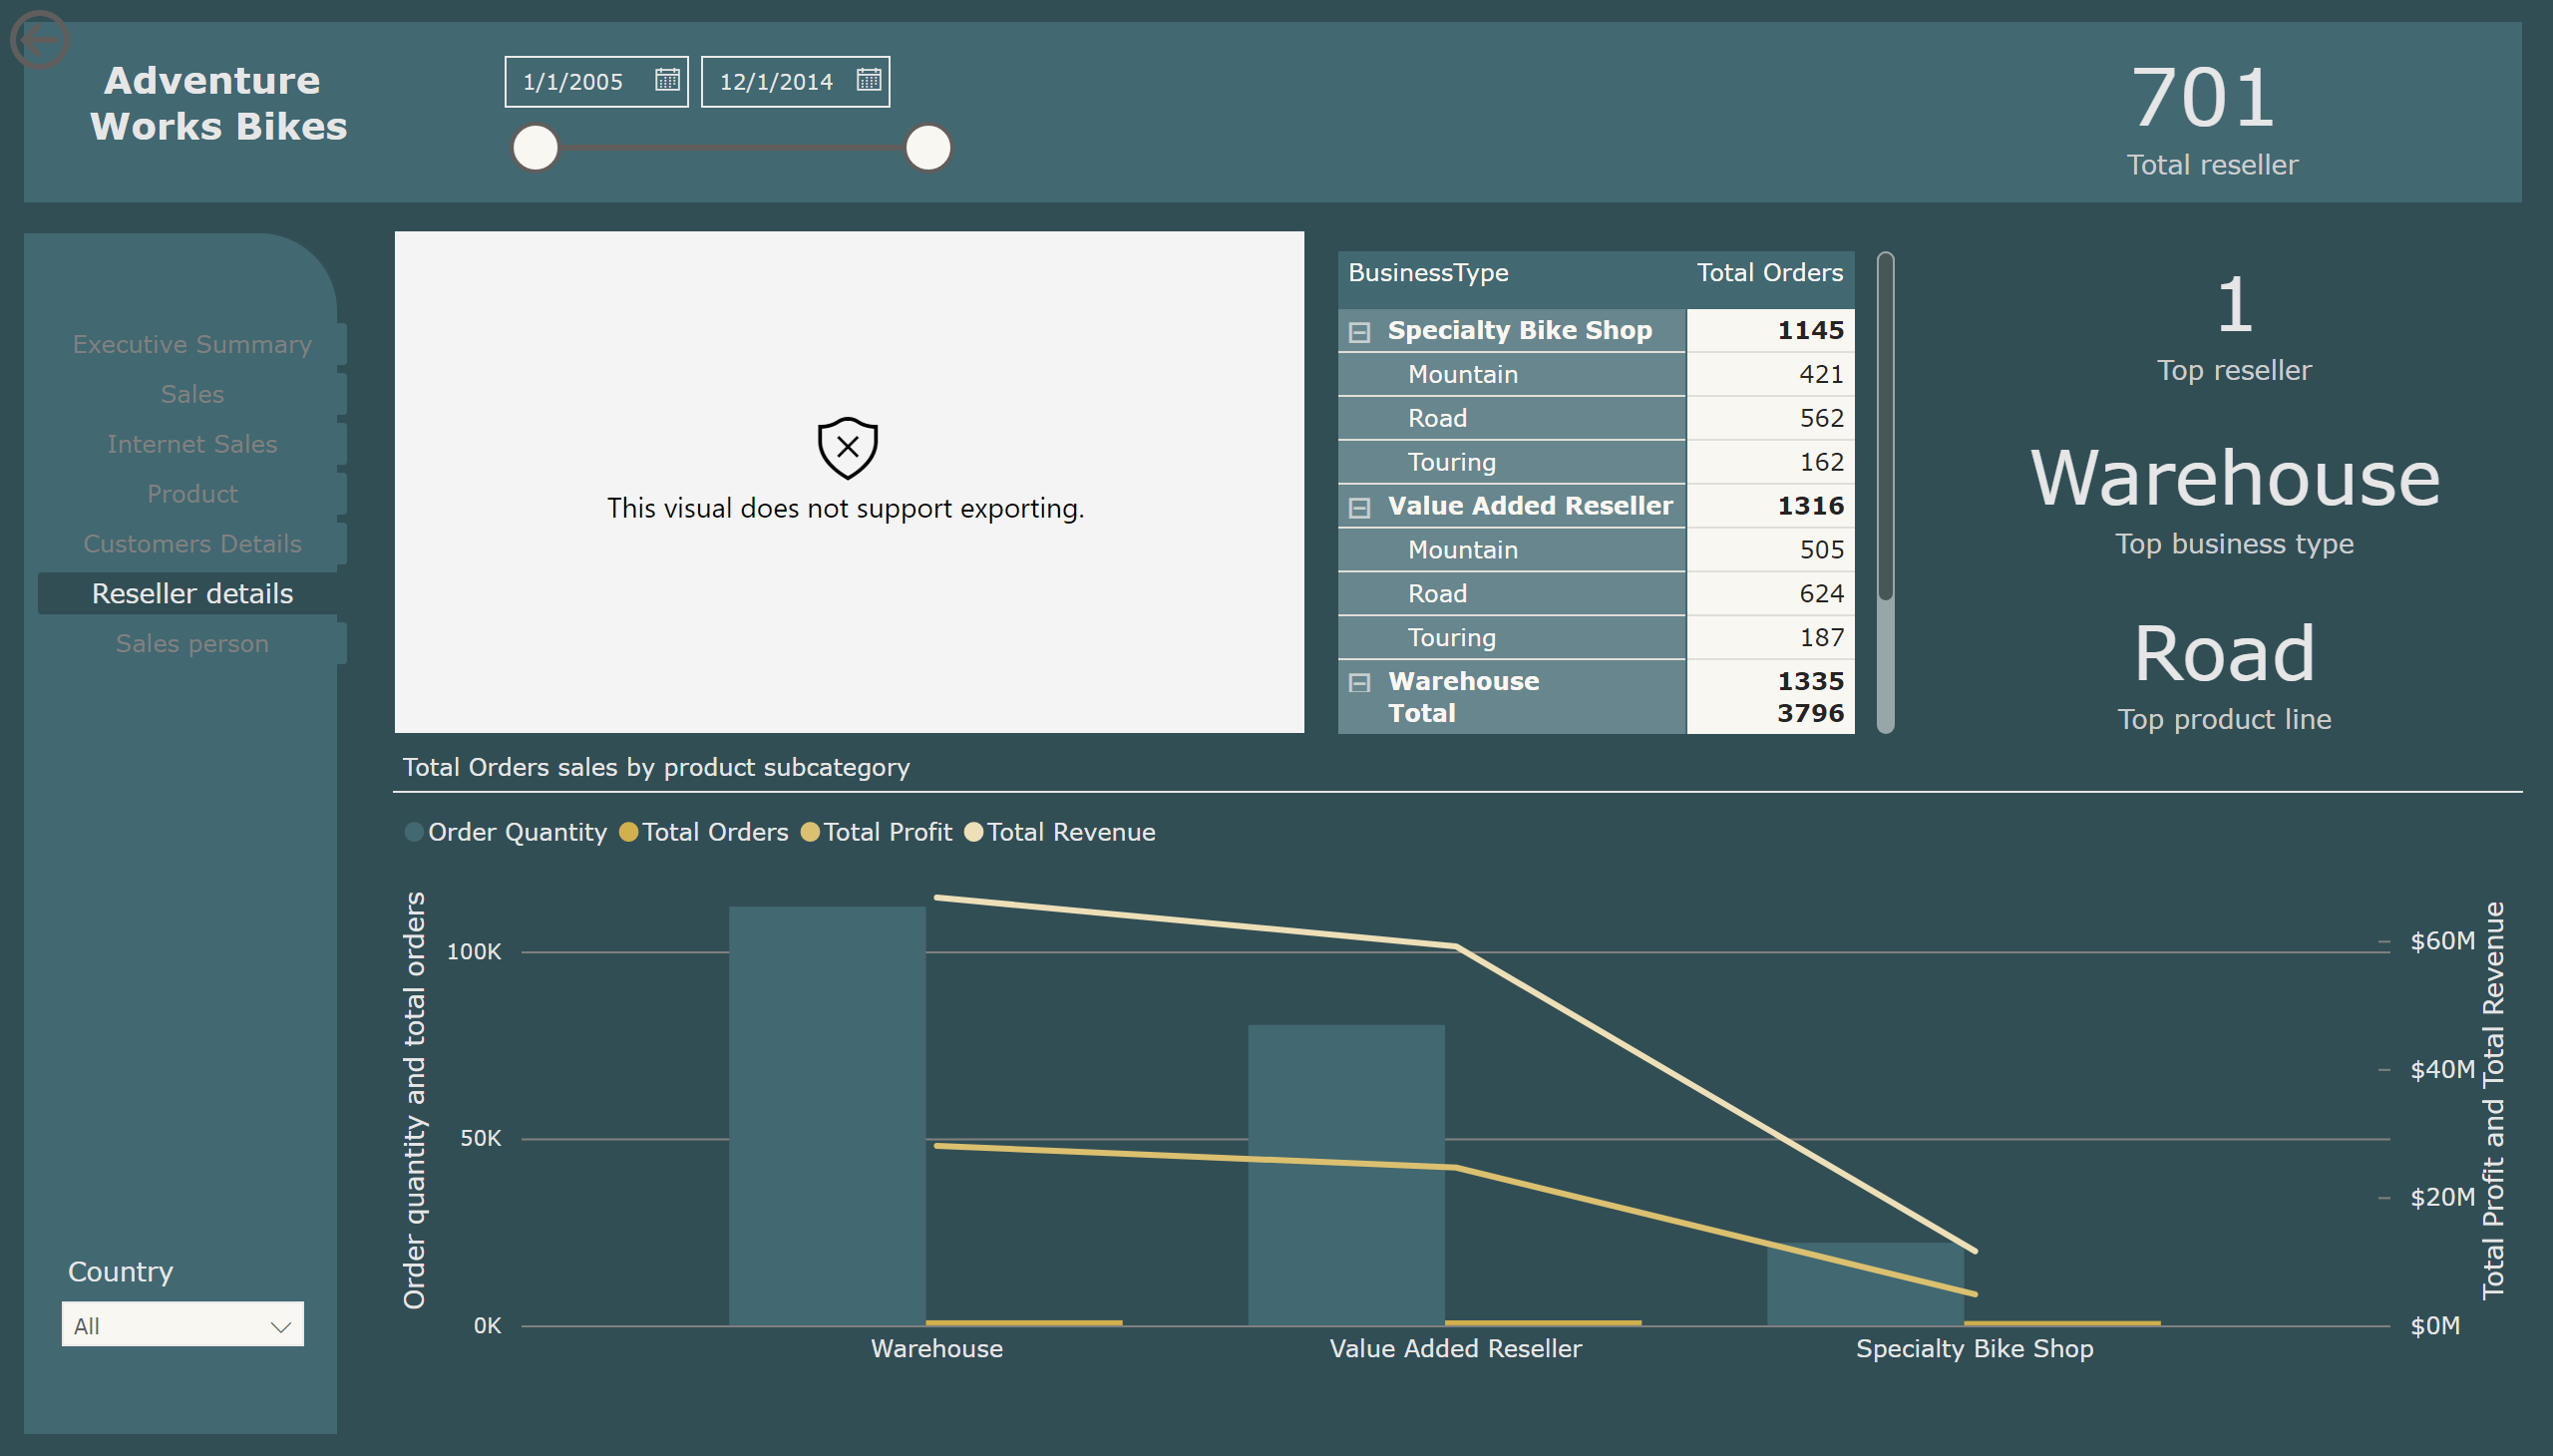 Adventure
Works Bikes
1/1/2005
12/1/2014
701
Total reseller
Executive Summary
Sales
Internet Sales
Product
Customers Details
Reseller details
Sales person
Country
All
This visual does not support exporting.
BusinessType Total Orders
Specialty Bike Shop 1145
Mountain 421
Road 562
Touring 162
Value Added Reseller 1316
Mountain 505
Road 624
Touring 187
Warehouse 1335
Total 3796
1
Top reseller
Warehouse
Top business type
Road
Top product line
Total Orders sales by product subcategory
Order Quantity Total Orders Total Profit Total Revenue
Order quantity and total orders
100K
50K
0K
$60M
$40M
$20M
$0M
Total Profit and Total Revenue
Warehouse Value Added Reseller Specialty Bike Shop